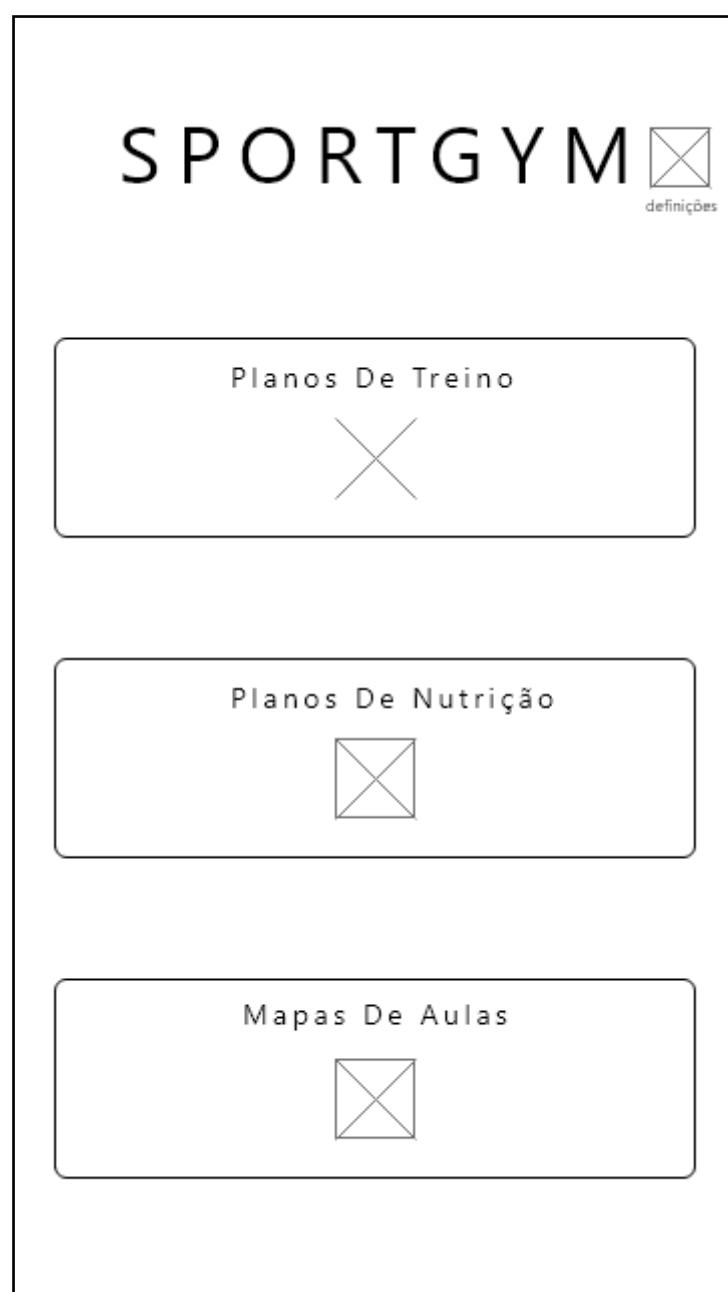 SPORTGYM
definições
Planos De Treino
Planos De Nutrição
Mapas De Aulas